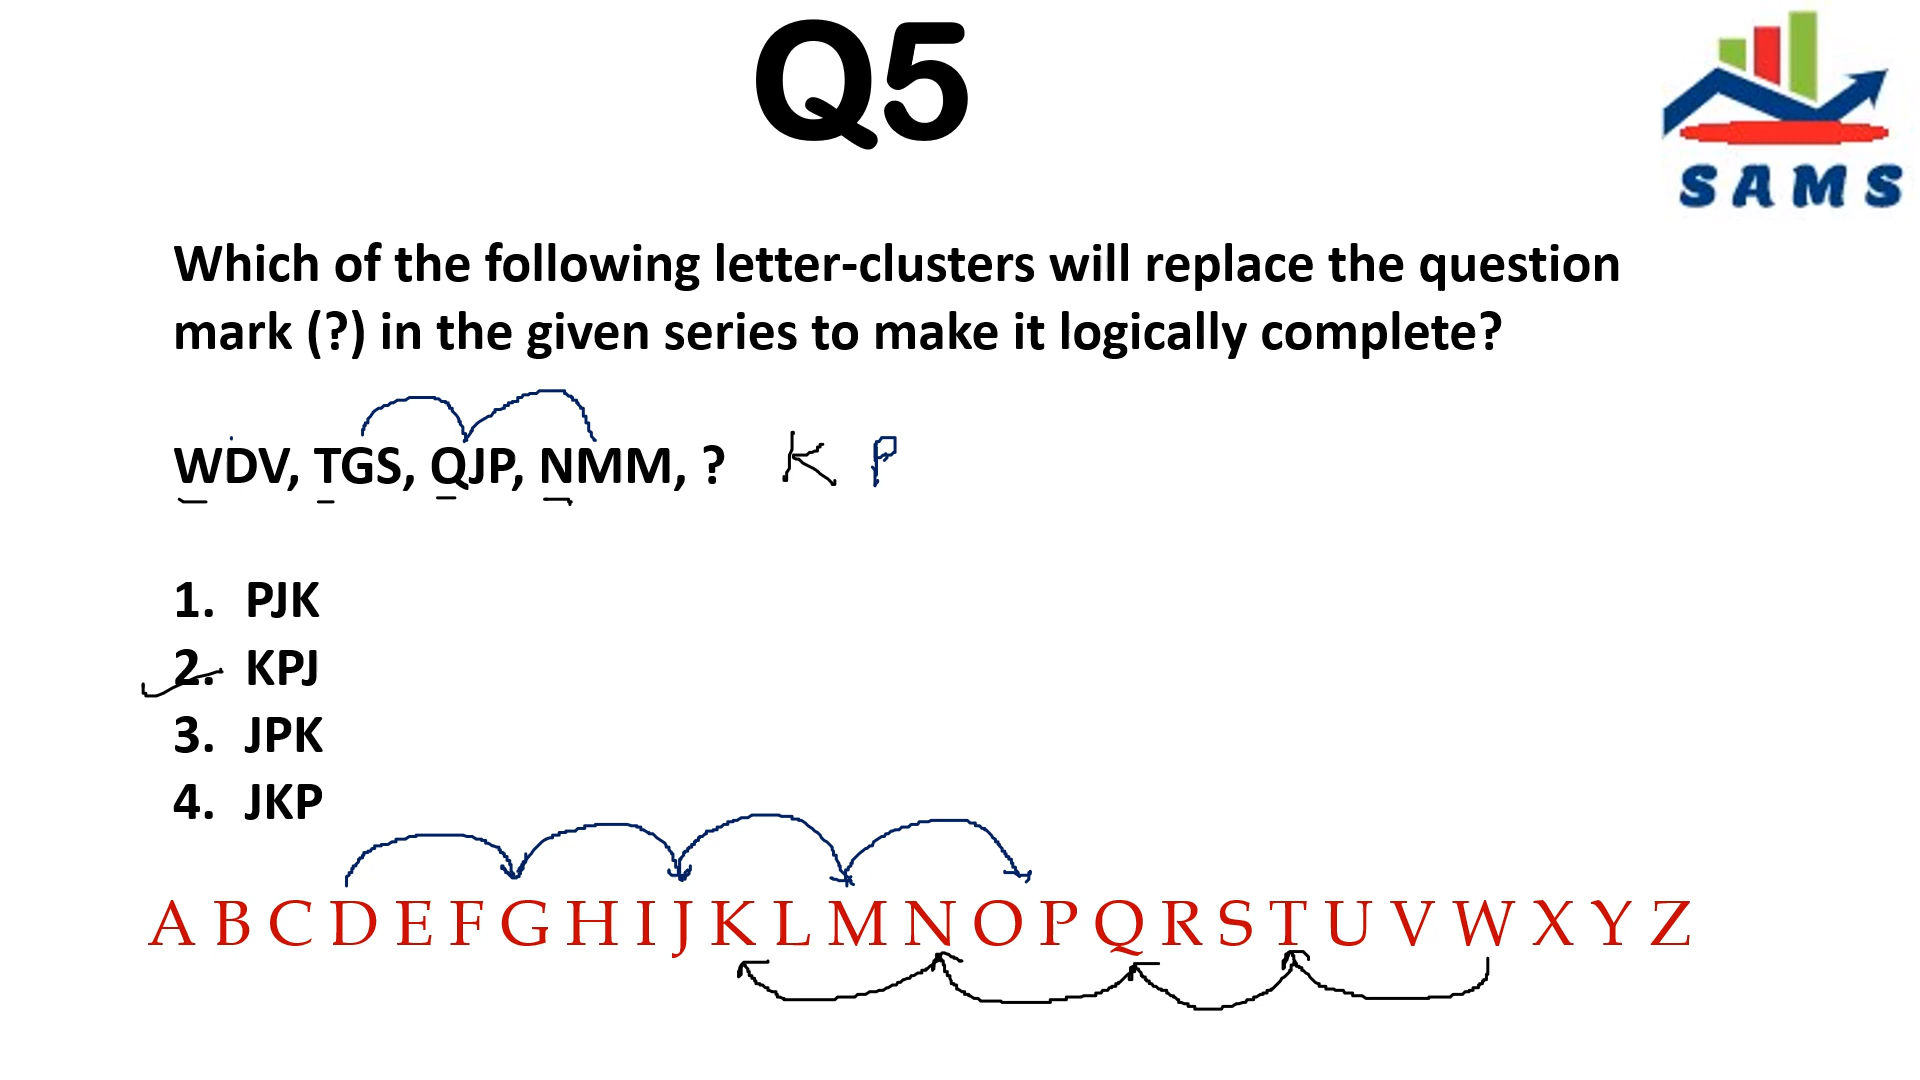 Q5
SAMS
Which of the following letter-clusters will replace the question
mark (?) in the given series to make it logically complete?
WDV, TGS, QJP, NMM, ? K P
1. PJK
2. KPJ
3. JPK
4. JKP
A B C D E F G H I J K L M N O P Q R S T U V W X Y Z